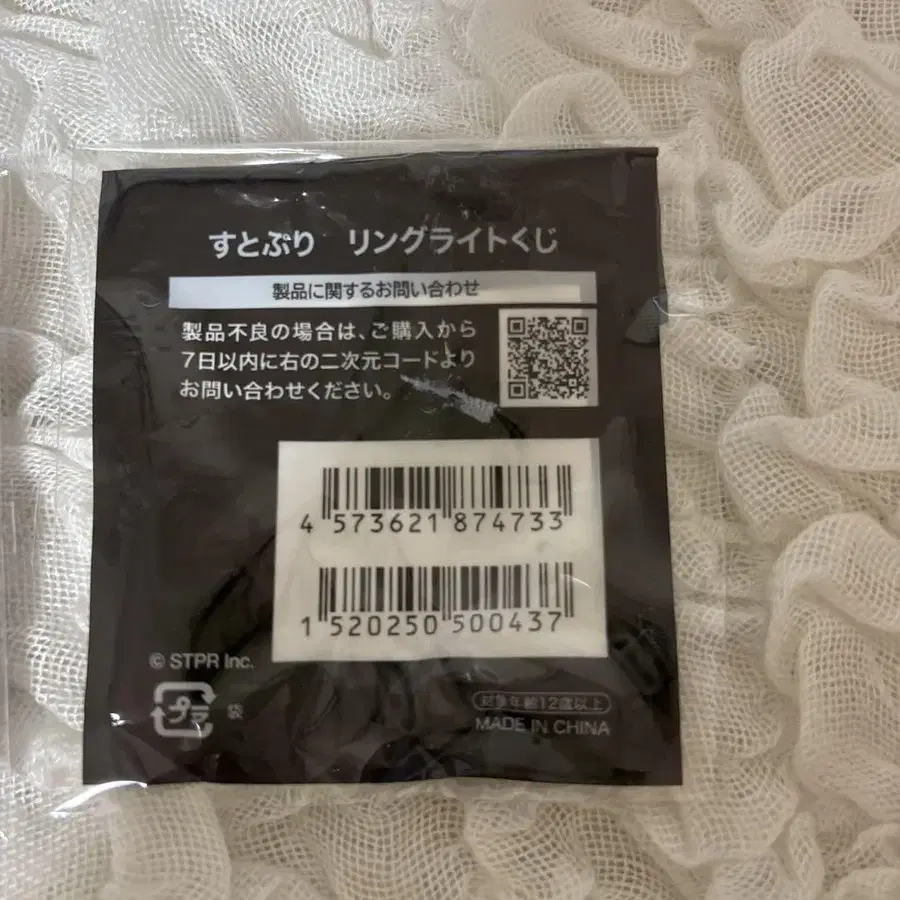 すとぷり　リングライトくじ
製品に関するお問い合わせ
製品不良の場合は、ご購入から
7日以内に右の二次元コードより
お問い合わせください。
4 573621 874733
1 520250 500437
© STPR Inc.
プラ 袋
対象年齢12歳以上
MADE IN CHINA